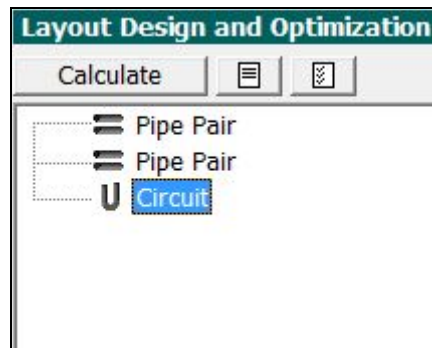 Layout Design and Optimization
Calculate
Pipe Pair
Pipe Pair
Circuit